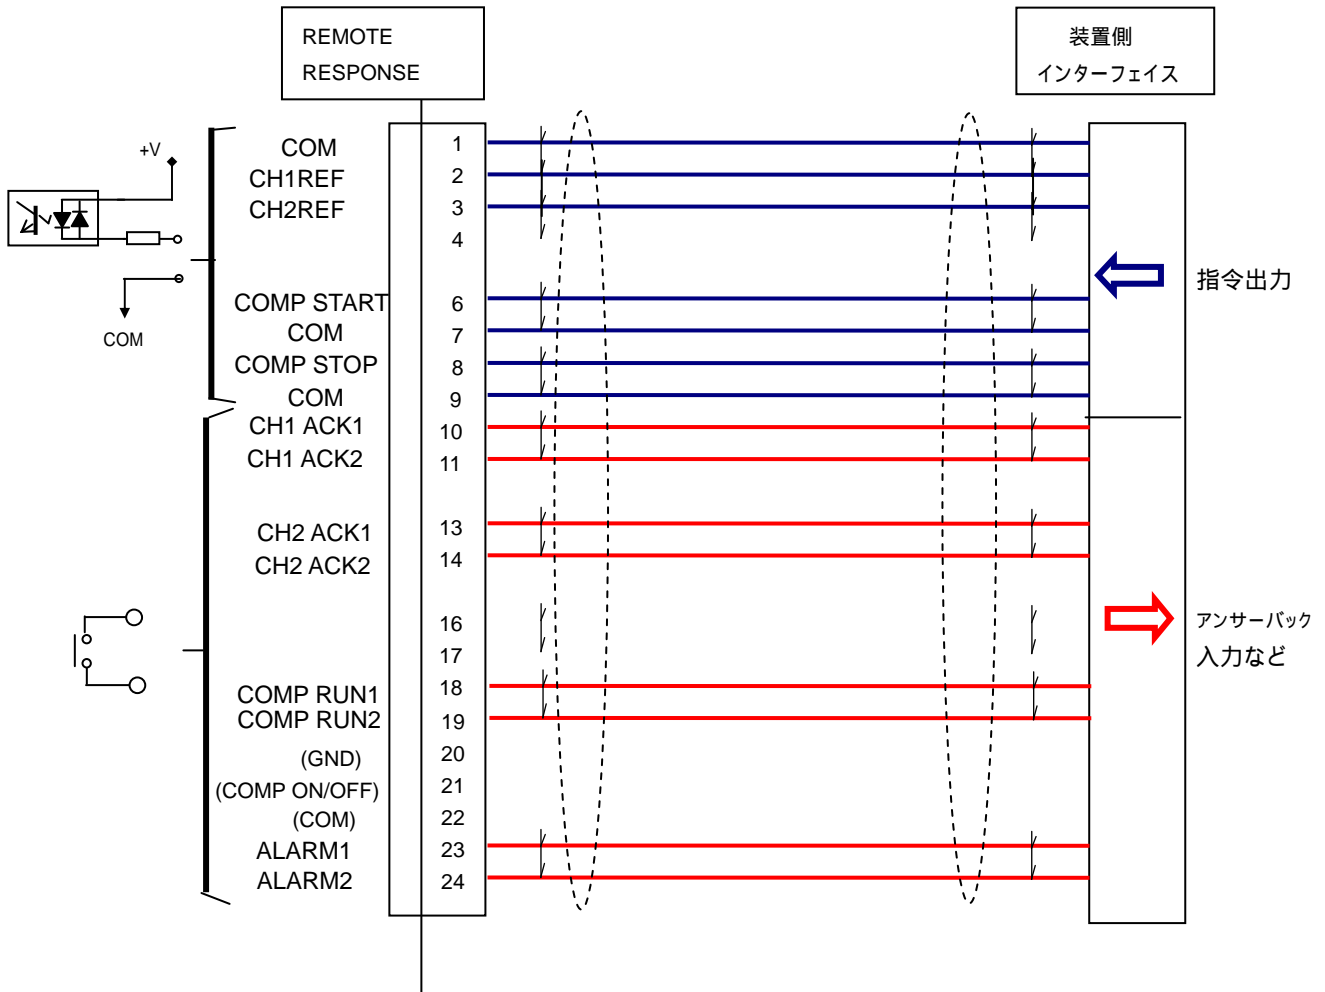 REMOTE
RESPONSE
装置側
インターフェイス
COM 1
+V
CH1REF 2
CH2REF 3
4
指令出力
COMP START 6
COM 7
COM
COMP STOP 8
COM 9
CH1 ACK1 10
CH1 ACK2 11
CH2 ACK1 13
CH2 ACK2 14
16
アンサーバック
17
入力など
COMP RUN1 18
COMP RUN2 19
(GND) 20
(COMP ON/OFF) 21
(COM) 22
ALARM1 23
ALARM2 24